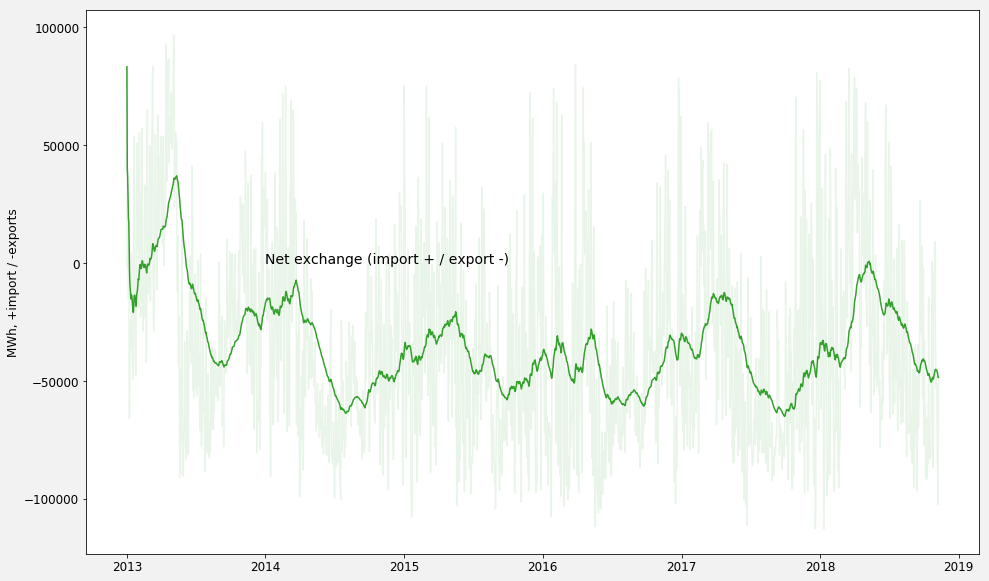 100000
50000
0
−50000
−100000
MWh, +import / -exports
Net exchange (import + / export -)
2013 2014 2015 2016 2017 2018 2019